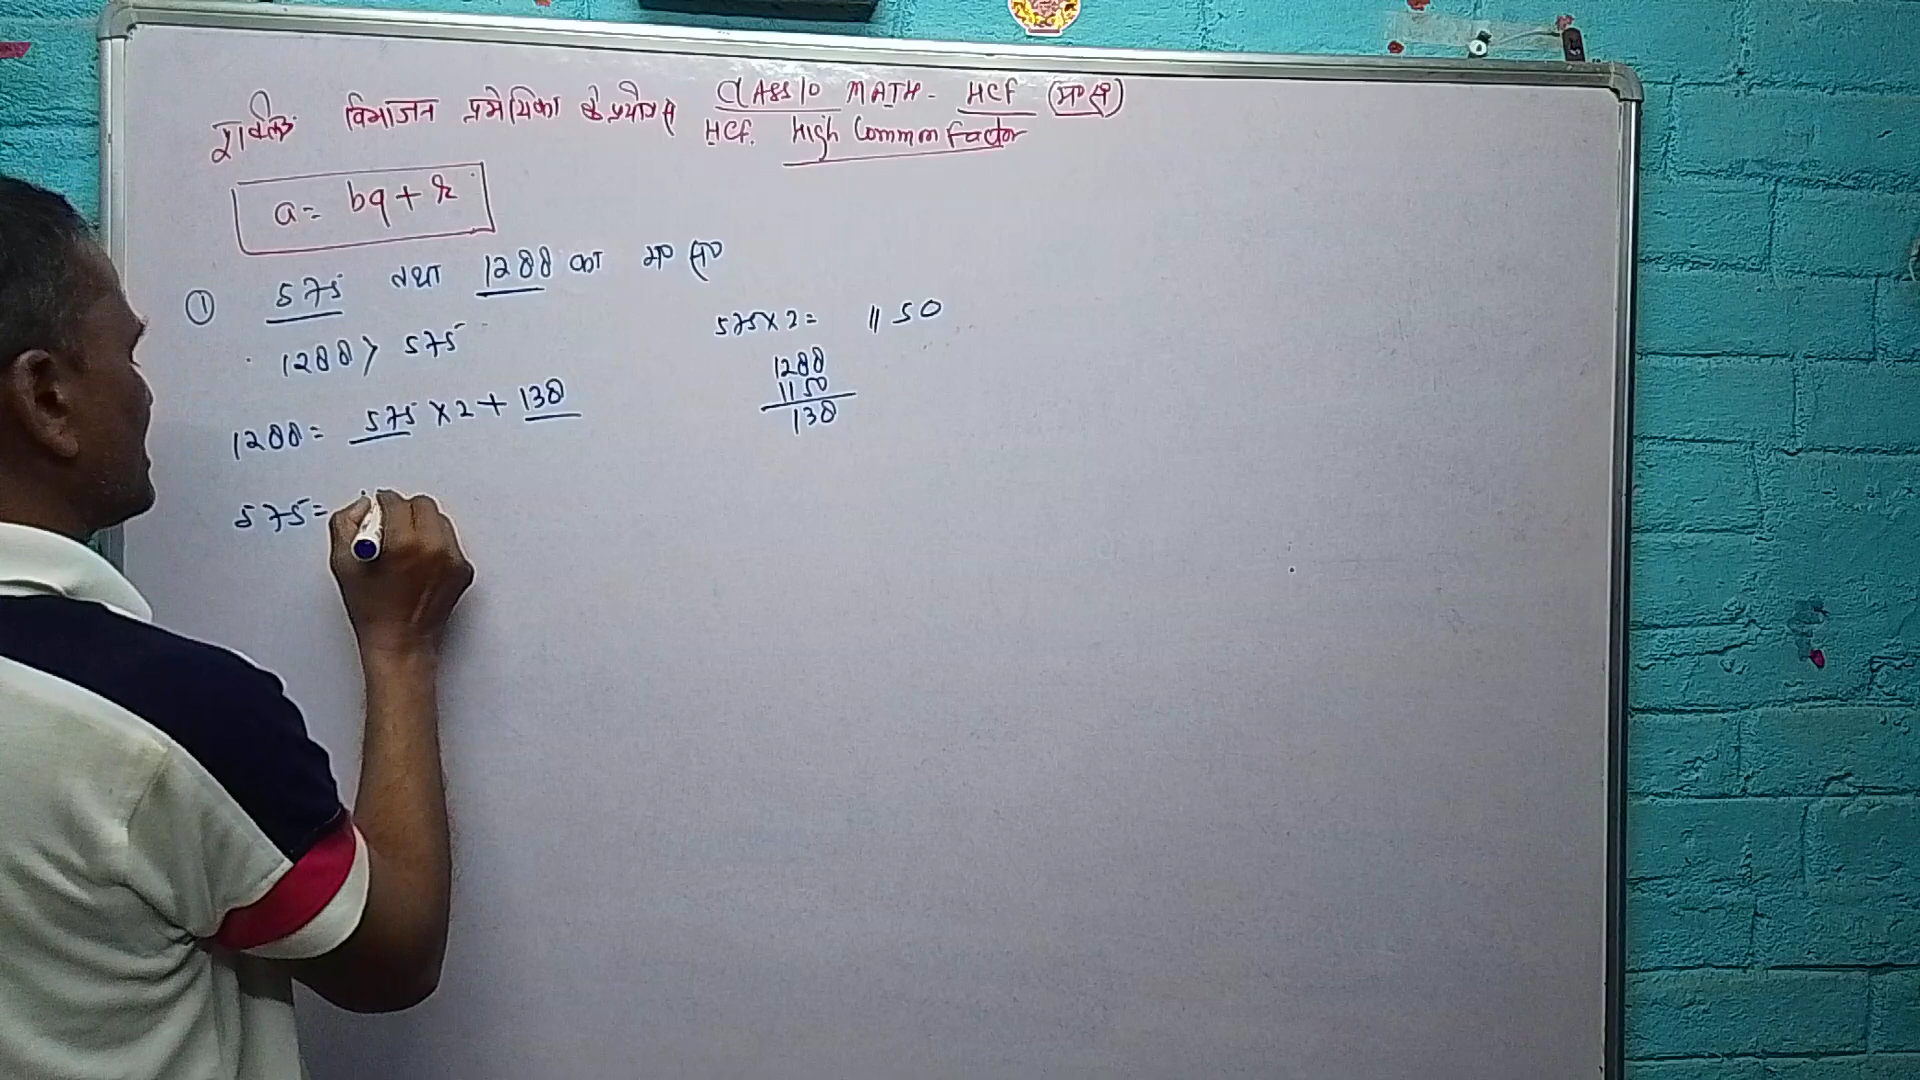 विभाजन प्रमेयिका के प्रयोग से CLASS 10 MATH - HCF (म० स०)
HCF. High Common Factor
a = bq + r
① 575 तथा 1288 का म० स०
1288 > 575
575 x 2 = 1150
1288
1150
138
1288 = 575 x 2 + 138
575 =